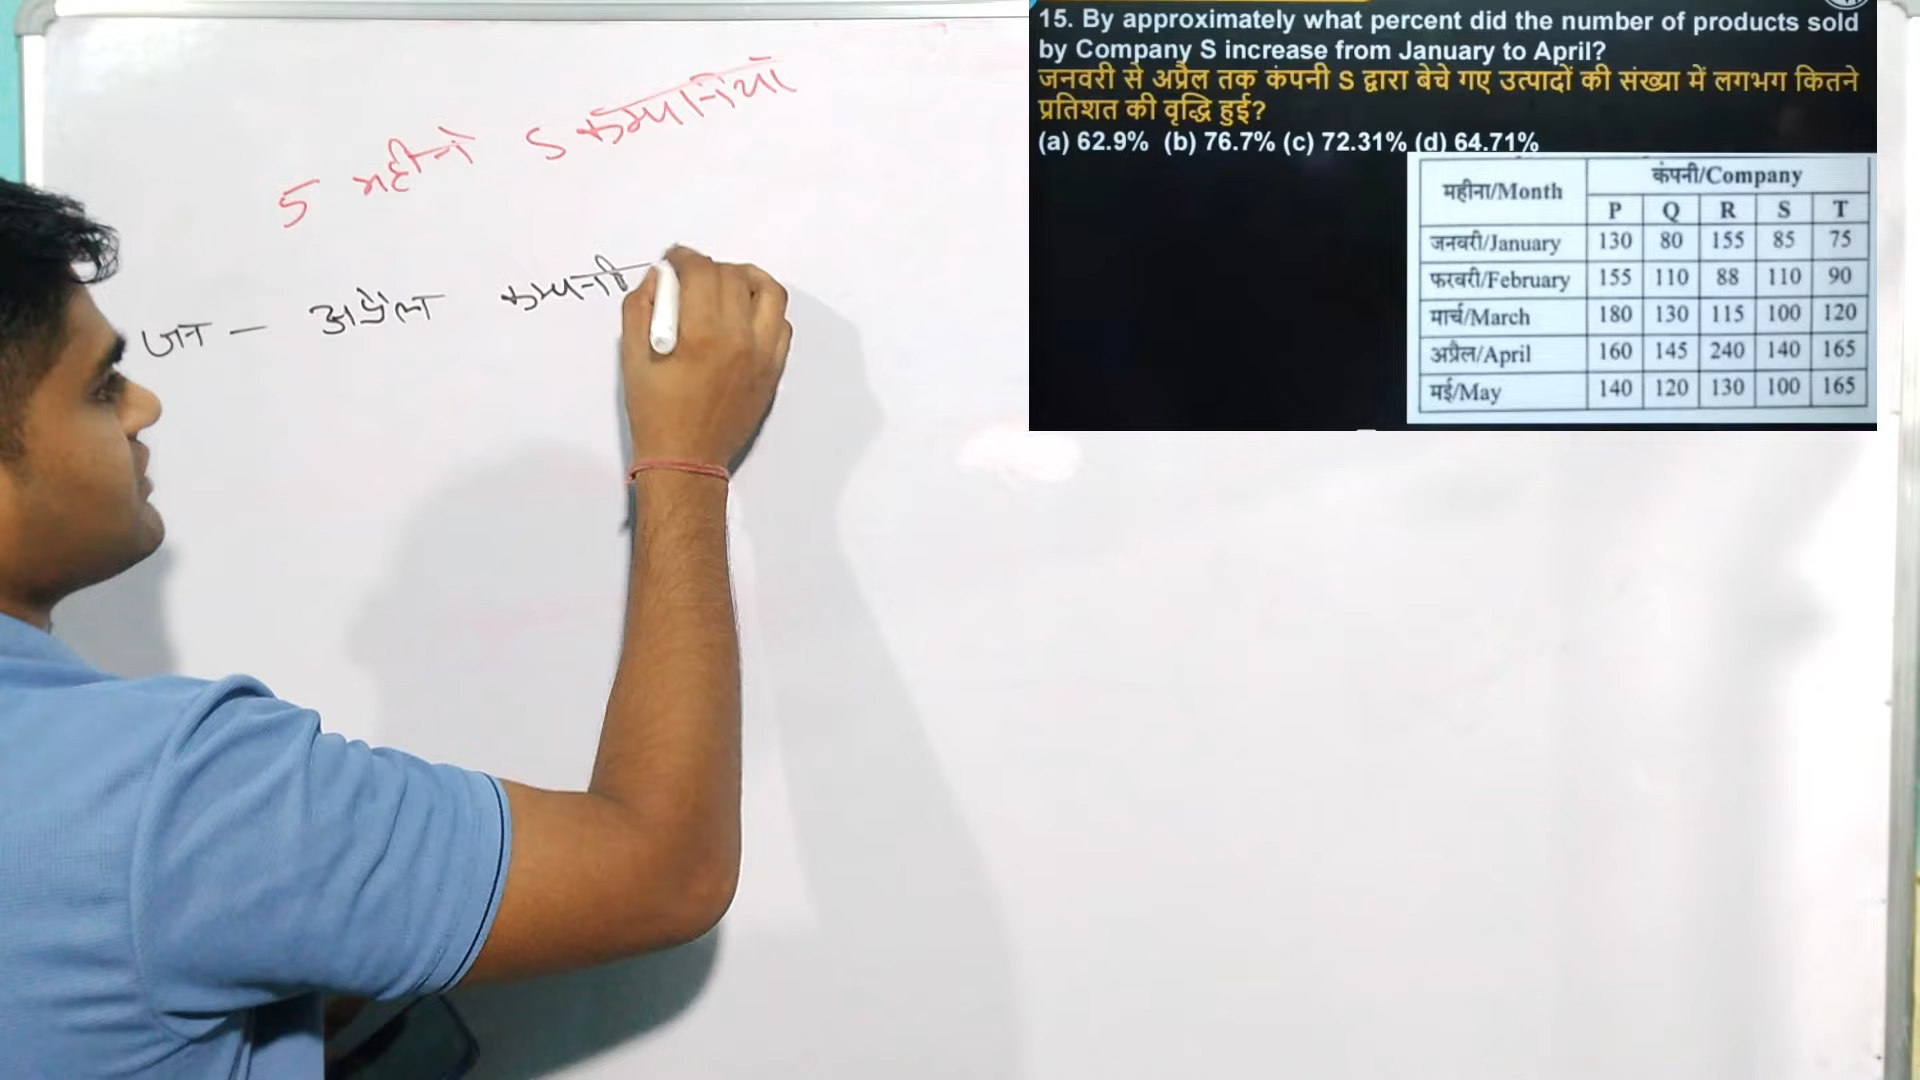 5 महीने 5 कम्पनियों
जन - अप्रैल कम्पनी
15. By approximately what percent did the number of products sold
by Company S increase from January to April?
जनवरी से अप्रैल तक कंपनी S द्वारा बेचे गए उत्पादों की संख्या में लगभग कितने
प्रतिशत की वृद्धि हुई?
(a) 62.9% (b) 76.7% (c) 72.31% (d) 64.71%
महीना/Month कंपनी/Company
P Q R S T
जनवरी/January 130 80 155 85 75
फरवरी/February 155 110 88 110 90
मार्च/March 180 130 115 100 120
अप्रैल/April 160 145 240 140 165
मई/May 140 120 130 100 165